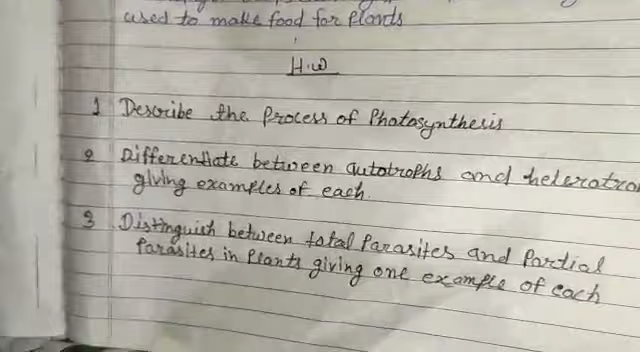 used to make food for plants
H.W
1 Describe the Process of Photosynthesis
2 Differentiate between autotrophs and heterotro
giving examples of each.
3 Distinguish between total Parasites and Partial
Parasites in Plants giving one example of each